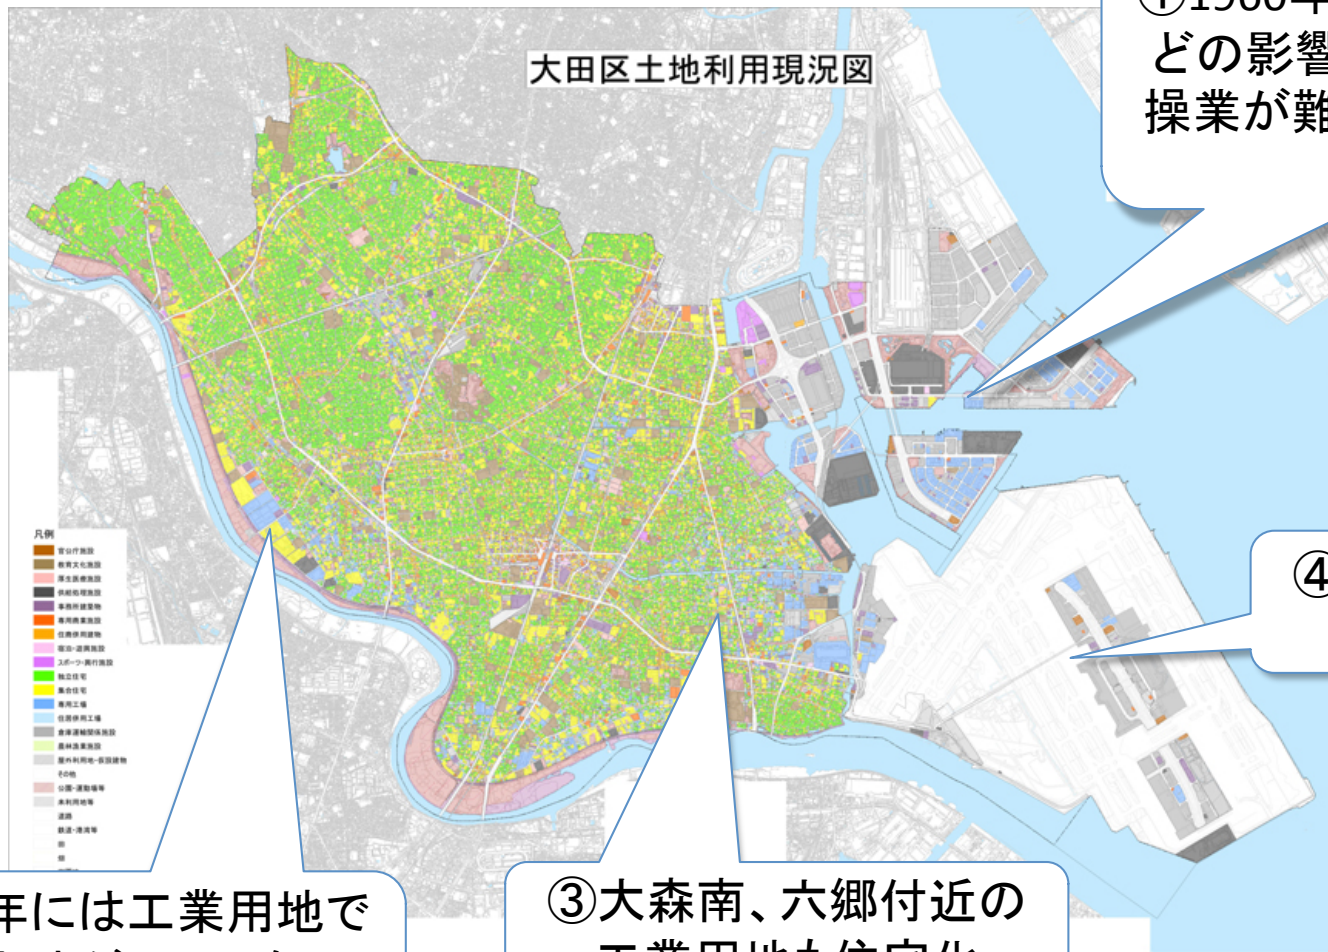 ①1960年
どの影響
操業が難
大田区土地利用現況図
④
凡例
官公庁施設
教育文化施設
厚生医療施設
供給処理施設
事務所建築物
専用商業施設
住商併用建物
宿泊・遊興施設
スポーツ・興行施設
独立住宅
集合住宅
専用工場
住居併用工場
倉庫運輸関係施設
農林漁業施設
屋外利用地・仮設建物
その他
公園・運動場等
未利用地等
道路
鉄道・港湾等
田
畑
年には工業用地で
③大森南、六郷付近の
工業用地も住宅化